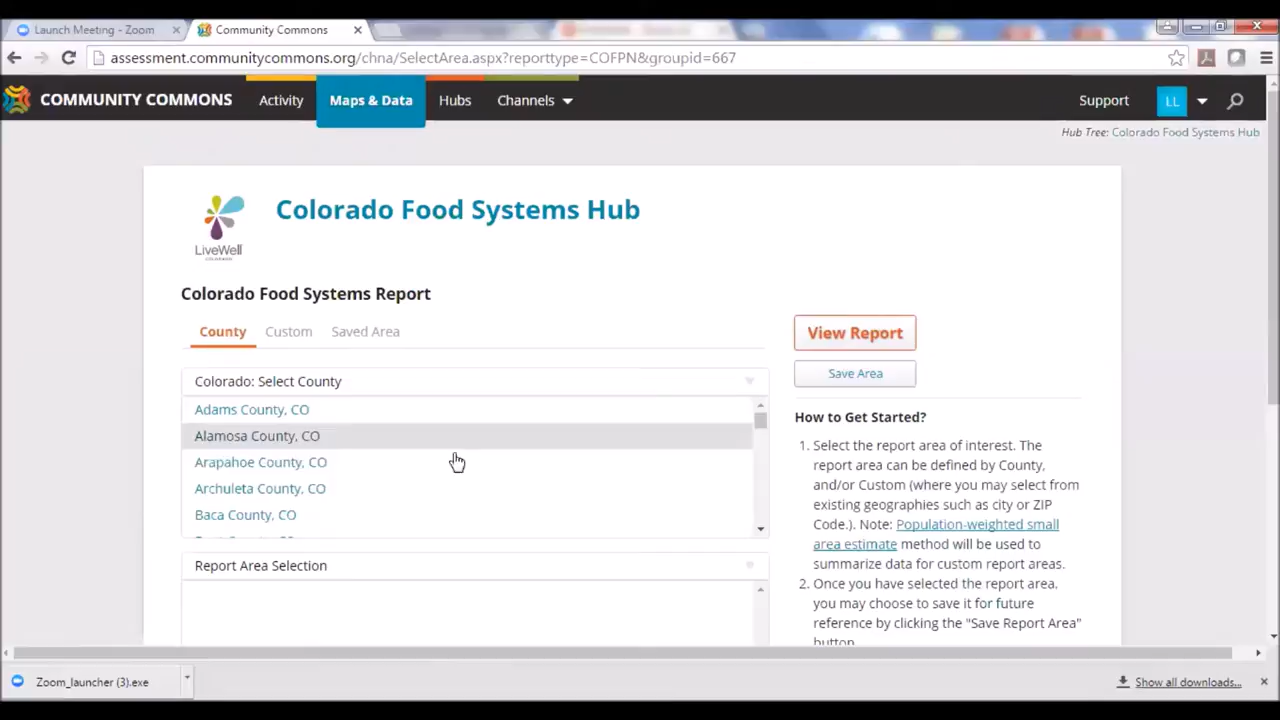 Launch Meeting - Zoom
Community Commons
assessment.communitycommons.org/chna/SelectArea.aspx?reporttype=COFPN&groupid=667
COMMUNITY COMMONS
Activity
Maps & Data
Hubs
Channels
Support
LL
Hub Tree: Colorado Food Systems Hub
LiveWell
COLORADO
Colorado Food Systems Hub
Colorado Food Systems Report
County
Custom
Saved Area
Colorado: Select County
Adams County, CO
Alamosa County, CO
Arapahoe County, CO
Archuleta County, CO
Baca County, CO
Report Area Selection
View Report
Save Area
How to Get Started?
1. Select the report area of interest. The
report area can be defined by County,
and/or Custom (where you may select from
existing geographies such as city or ZIP
Code.). Note: Population-weighted small
area estimate method will be used to
summarize data for custom report areas.
2. Once you have selected the report area,
you may choose to save it for future
reference by clicking the "Save Report Area"
button.
Zoom_launcher (3).exe
Show all downloads...